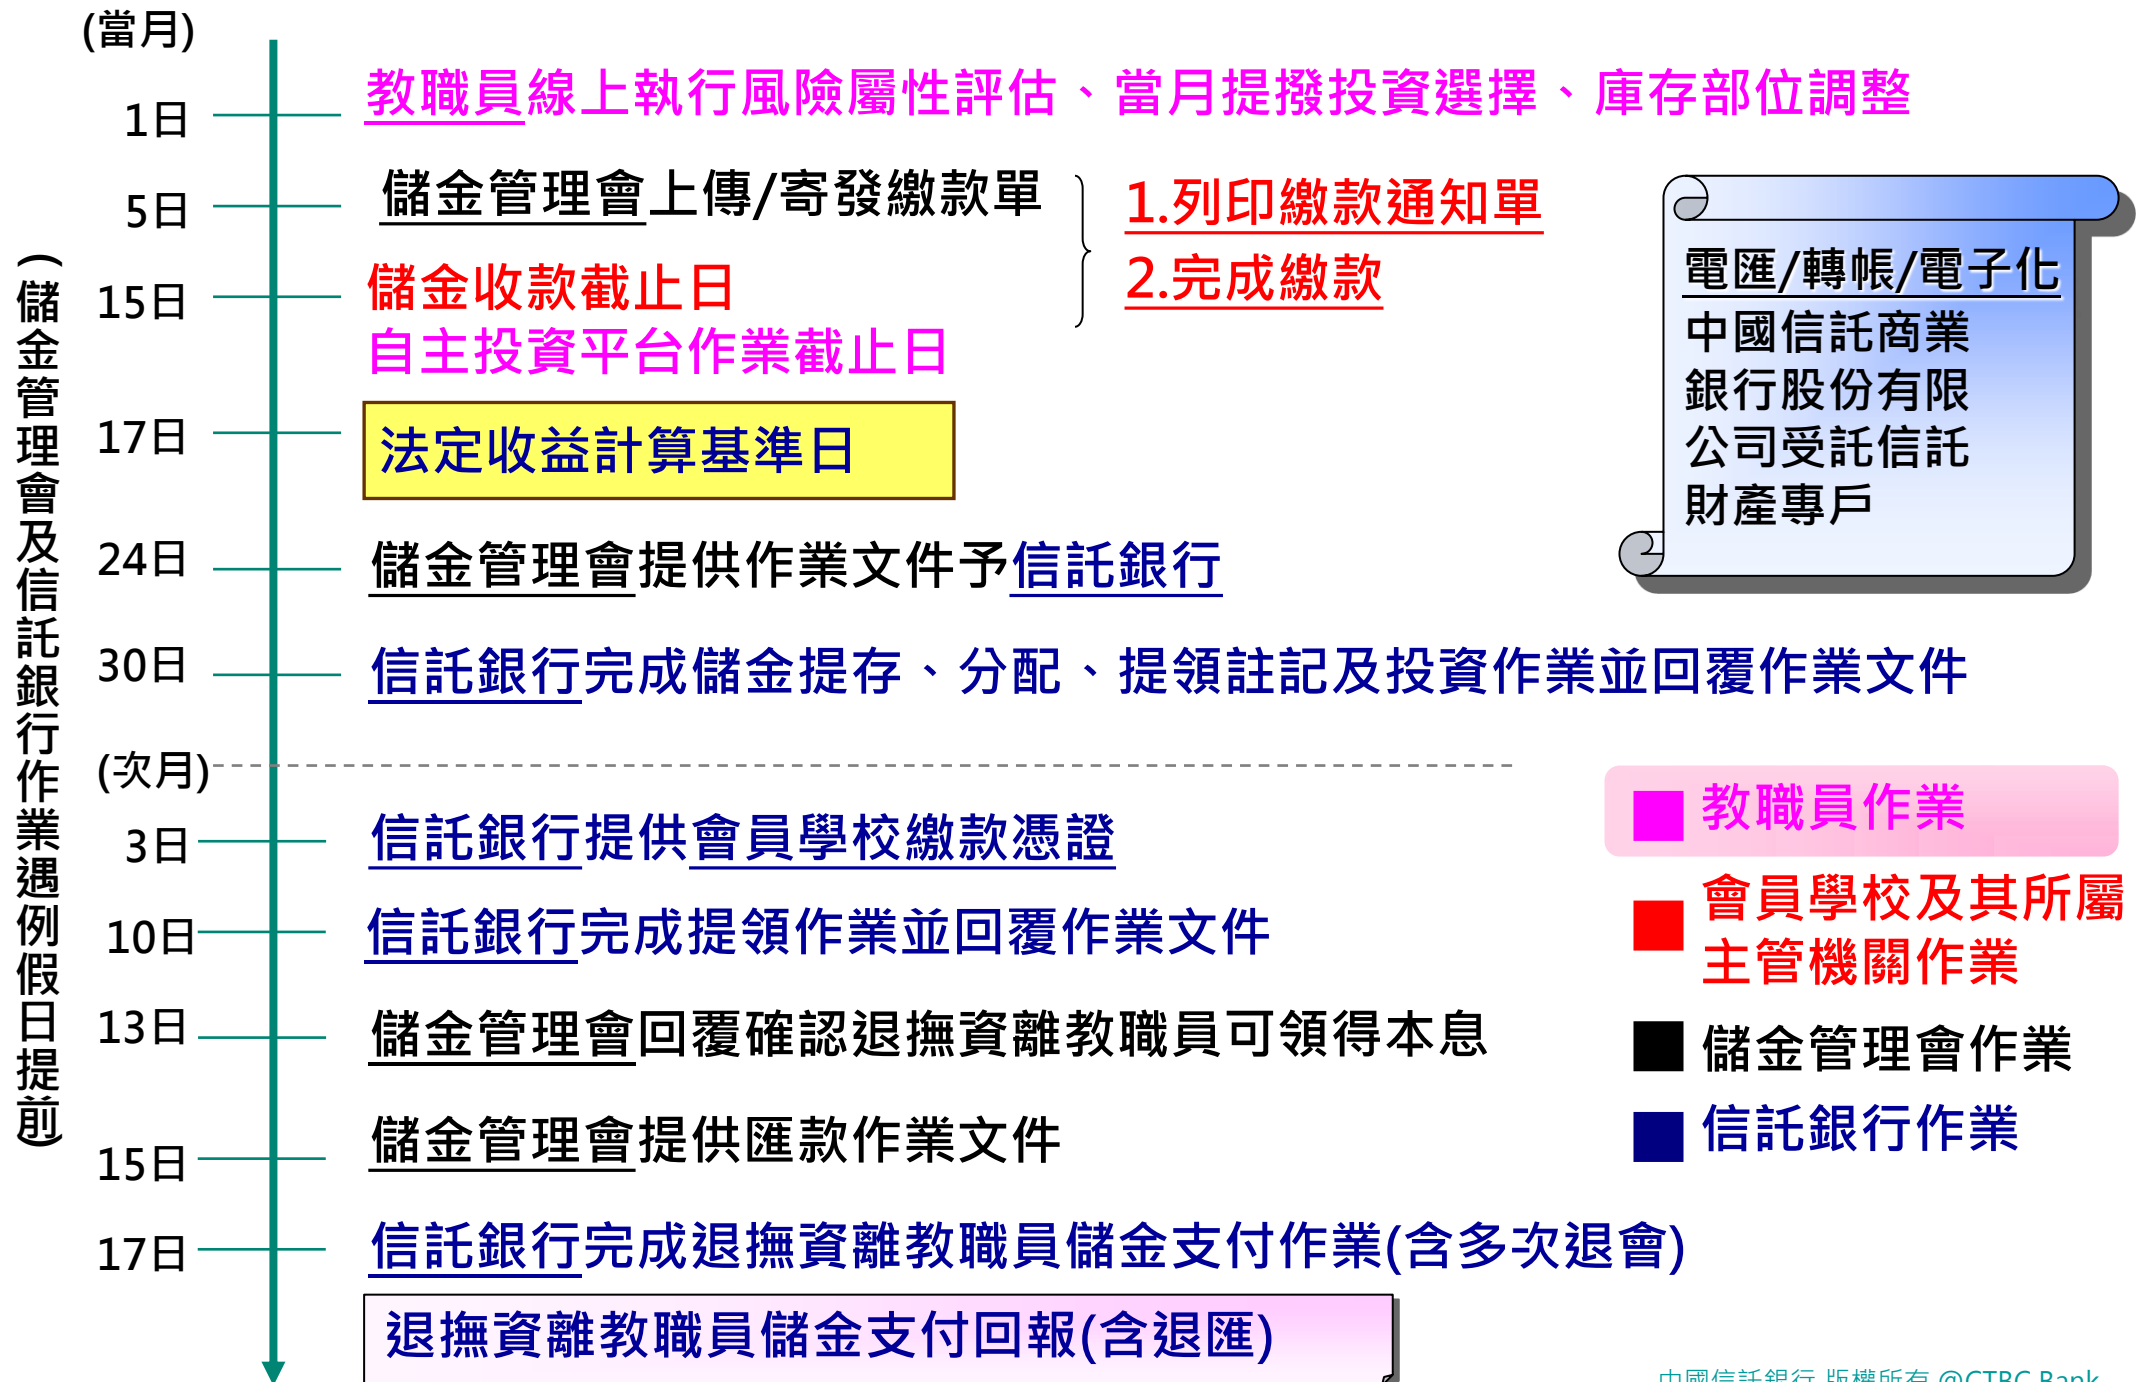 (當月)
1日
教職員線上執行風險屬性評估、當月提撥投資選擇、庫存部位調整
5日
儲金管理會上傳/寄發繳款單
1.列印繳款通知單
2.完成繳款
15日
儲金收款截止日
自主投資平台作業截止日
17日
法定收益計算基準日
24日
儲金管理會提供作業文件予信託銀行
30日
信託銀行完成儲金提存、分配、提領註記及投資作業並回覆作業文件
(次月)
3日
信託銀行提供會員學校繳款憑證
10日
信託銀行完成提領作業並回覆作業文件
13日
儲金管理會回覆確認退撫資離教職員可領得本息
15日
儲金管理會提供匯款作業文件
17日
信託銀行完成退撫資離教職員儲金支付作業(含多次退會)
退撫資離教職員儲金支付回報(含退匯)
(儲金管理會及信託銀行作業遇例假日提前)
電匯/轉帳/電子化
中國信託商業
銀行股份有限
公司受託信託
財產專戶
教職員作業
會員學校及其所屬
主管機關作業
儲金管理會作業
信託銀行作業
中國信託銀行 版權所有 @CTBC Bank